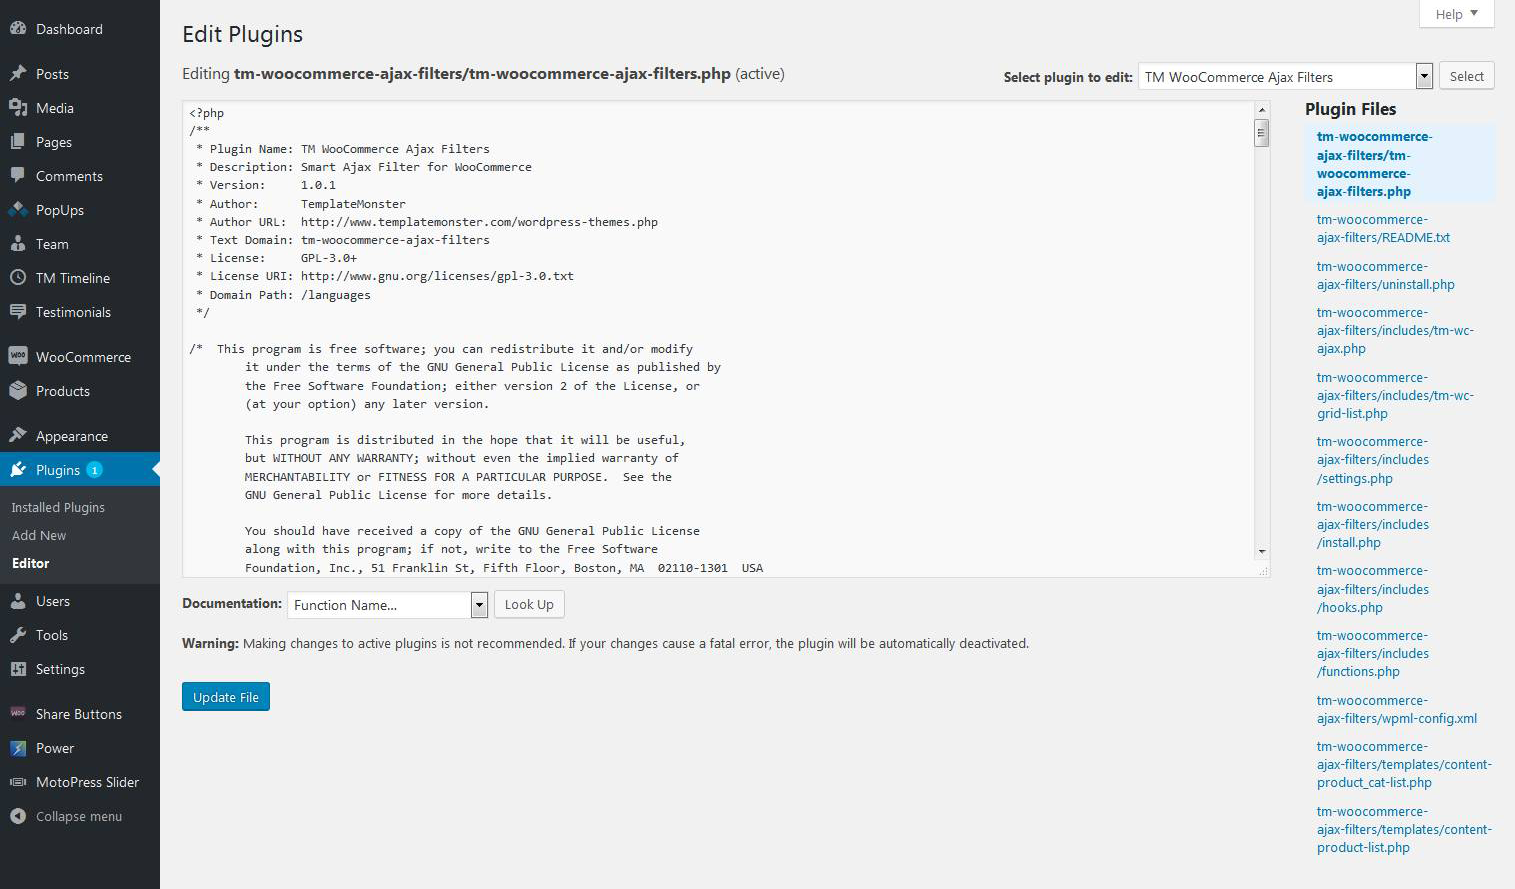 Dashboard
Posts
Media
Pages
Comments
PopUps
Team
TM Timeline
Testimonials
WooCommerce
Products
Appearance
Plugins 1
Installed Plugins
Add New
Editor
Users
Tools
Settings
Share Buttons
Power
MotoPress Slider
Collapse menu
Help
Edit Plugins
Editing tm-woocommerce-ajax-filters/tm-woocommerce-ajax-filters.php (active)
Select plugin to edit: TM WooCommerce Ajax Filters Select
<?php
/**
* Plugin Name: TM WooCommerce Ajax Filters
* Description: Smart Ajax Filter for WooCommerce
* Version: 1.0.1
* Author: TemplateMonster
* Author URL: http://www.templatemonster.com/wordpress-themes.php
* Text Domain: tm-woocommerce-ajax-filters
* License: GPL-3.0+
* License URI: http://www.gnu.org/licenses/gpl-3.0.txt
* Domain Path: /languages
*/
/* This program is free software; you can redistribute it and/or modify
it under the terms of the GNU General Public License as published by
the Free Software Foundation; either version 2 of the License, or
(at your option) any later version.
This program is distributed in the hope that it will be useful,
but WITHOUT ANY WARRANTY; without even the implied warranty of
MERCHANTABILITY or FITNESS FOR A PARTICULAR PURPOSE. See the
GNU General Public License for more details.
You should have received a copy of the GNU General Public License
along with this program; if not, write to the Free Software
Foundation, Inc., 51 Franklin St, Fifth Floor, Boston, MA 02110-1301 USA
Documentation: Function Name... Look Up
Warning: Making changes to active plugins is not recommended. If your changes cause a fatal error, the plugin will be automatically deactivated.
Update File
Plugin Files
tm-woocommerce-
ajax-filters/tm-
woocommerce-
ajax-filters.php
tm-woocommerce-
ajax-filters/README.txt
tm-woocommerce-
ajax-filters/uninstall.php
tm-woocommerce-
ajax-filters/includes/tm-wc-
ajax.php
tm-woocommerce-
ajax-filters/includes/tm-wc-
grid-list.php
tm-woocommerce-
ajax-filters/includes
/settings.php
tm-woocommerce-
ajax-filters/includes
/install.php
tm-woocommerce-
ajax-filters/includes
/hooks.php
tm-woocommerce-
ajax-filters/includes
/functions.php
tm-woocommerce-
ajax-filters/wpml-config.xml
tm-woocommerce-
ajax-filters/templates/content-
product_cat-list.php
tm-woocommerce-
ajax-filters/templates/content-
product-list.php